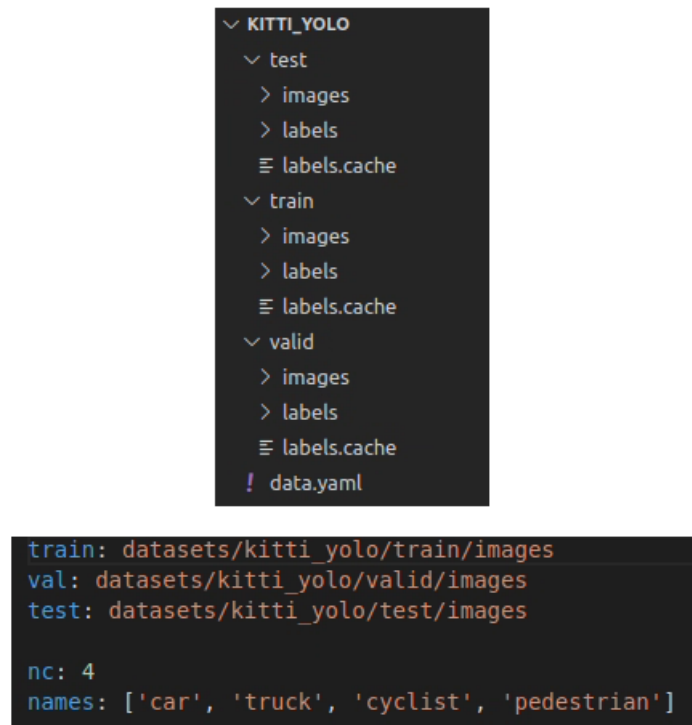 KITTI_YOLO
test
images
labels
labels.cache
train
images
labels
labels.cache
valid
images
labels
labels.cache
! data.yaml
train: datasets/kitti_yolo/train/images
val: datasets/kitti_yolo/valid/images
test: datasets/kitti_yolo/test/images
nc: 4
names: ['car', 'truck', 'cyclist', 'pedestrian']